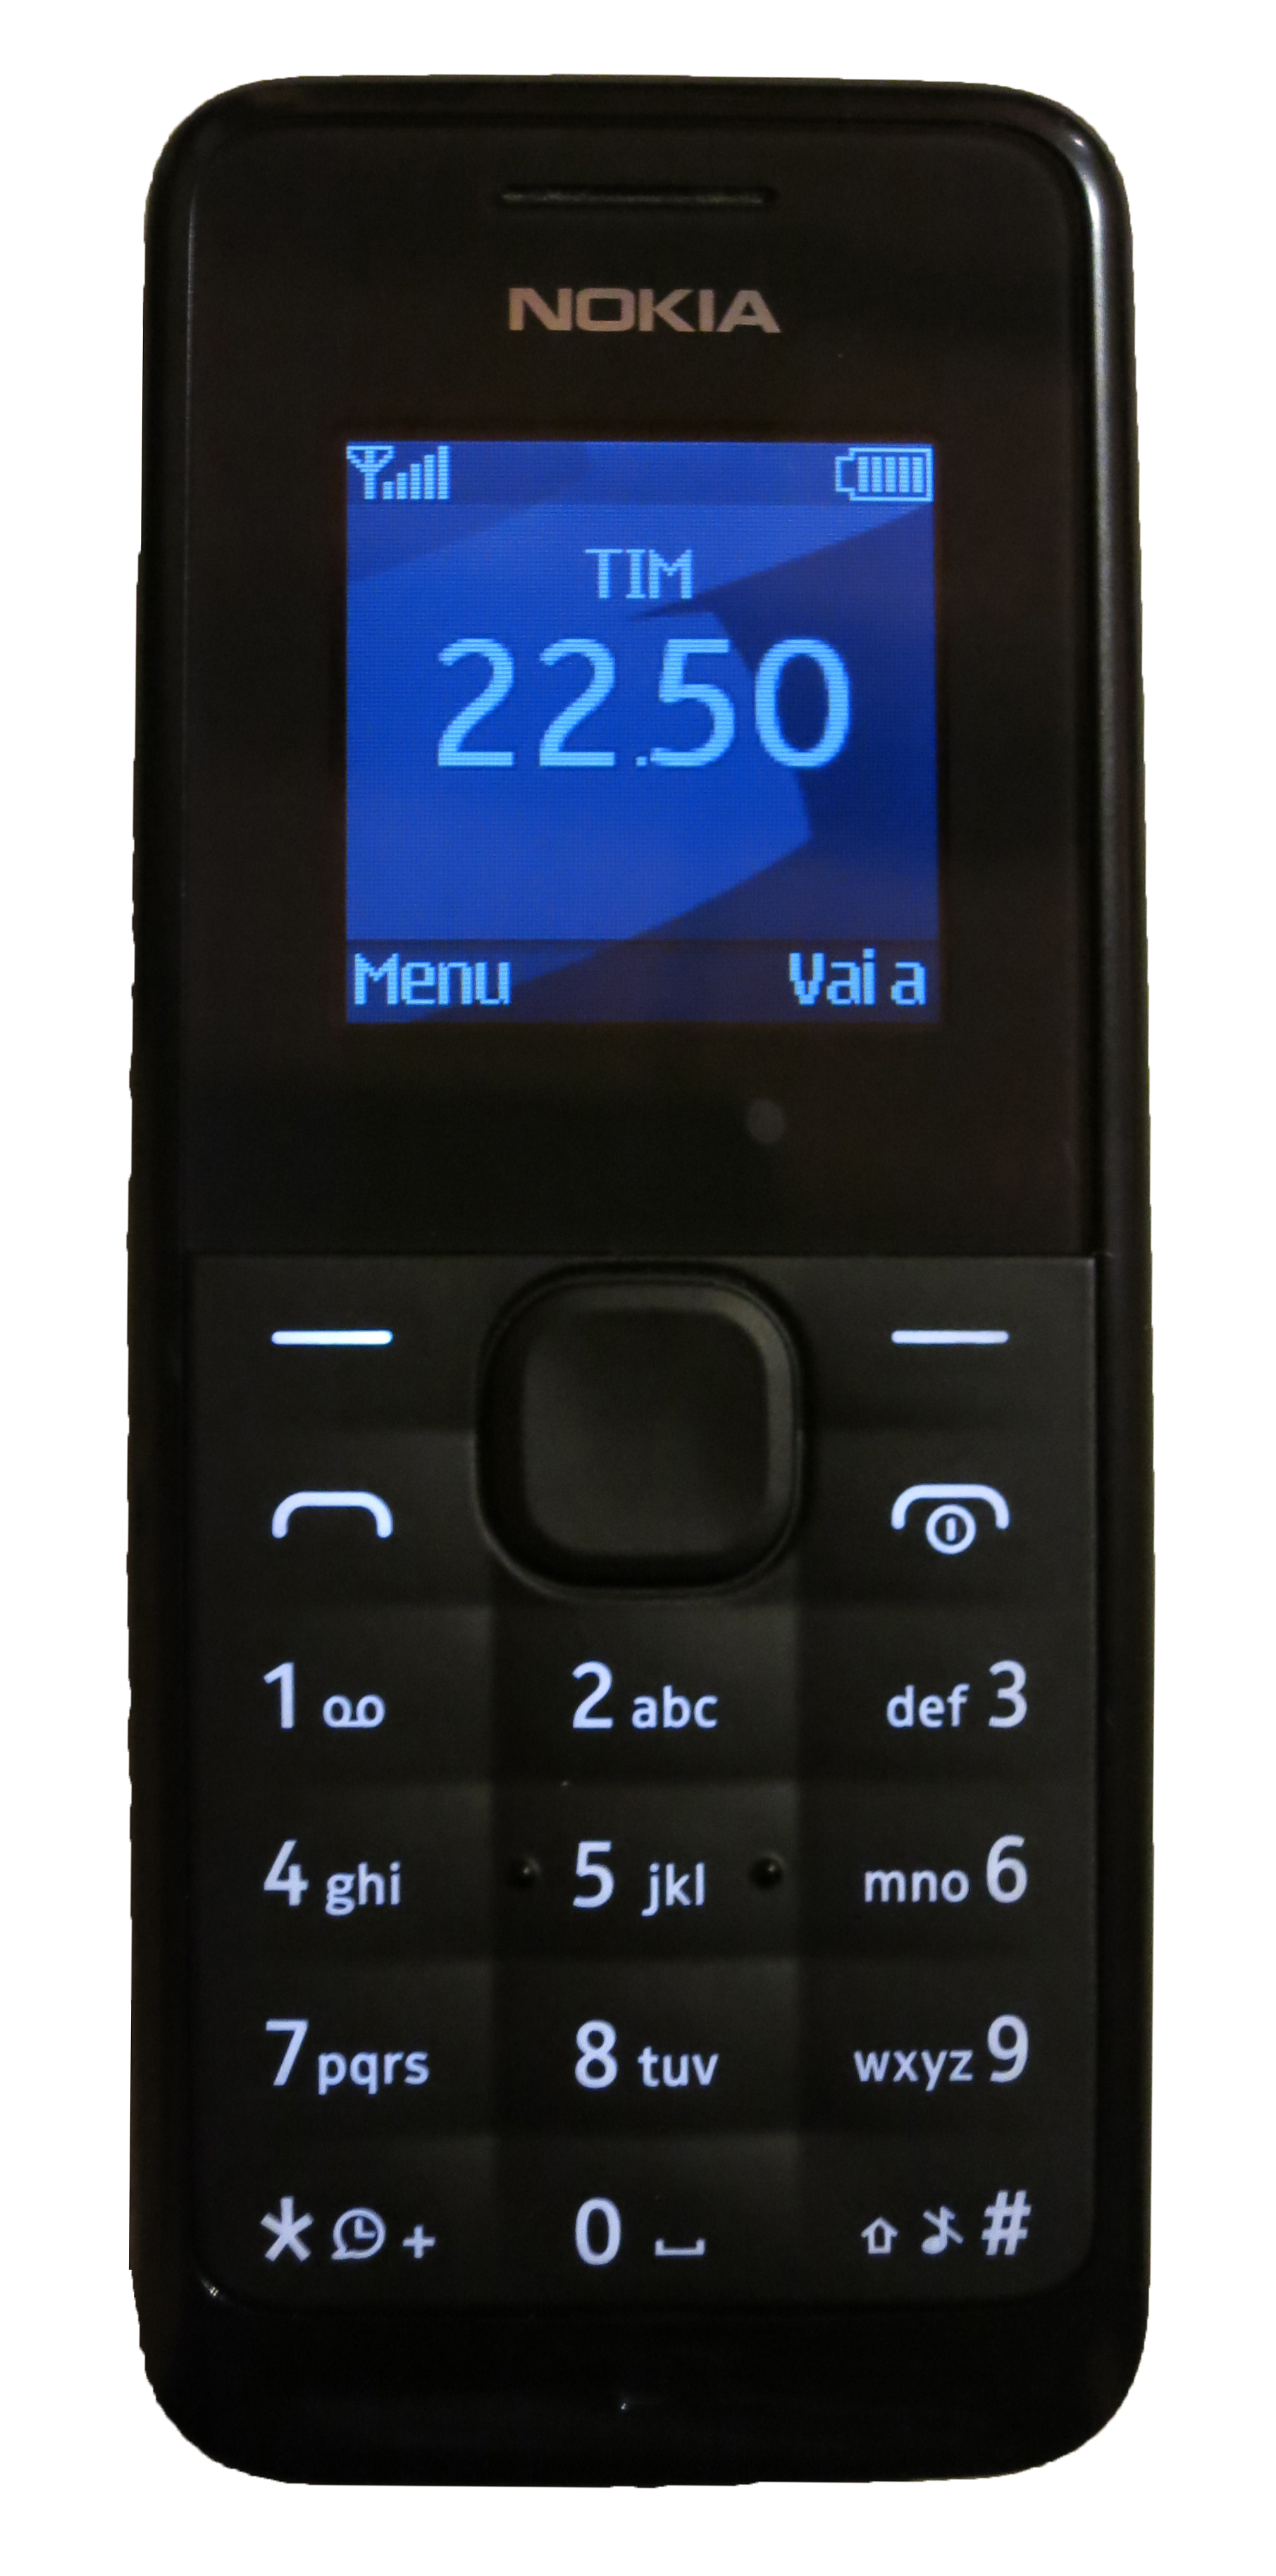 NOKIA
TIM
22.50
Menu Vai a
1 2 abc def 3
4 ghi 5 jkl mno 6
7 pqrs 8 tuv wxyz 9
* + 0 #